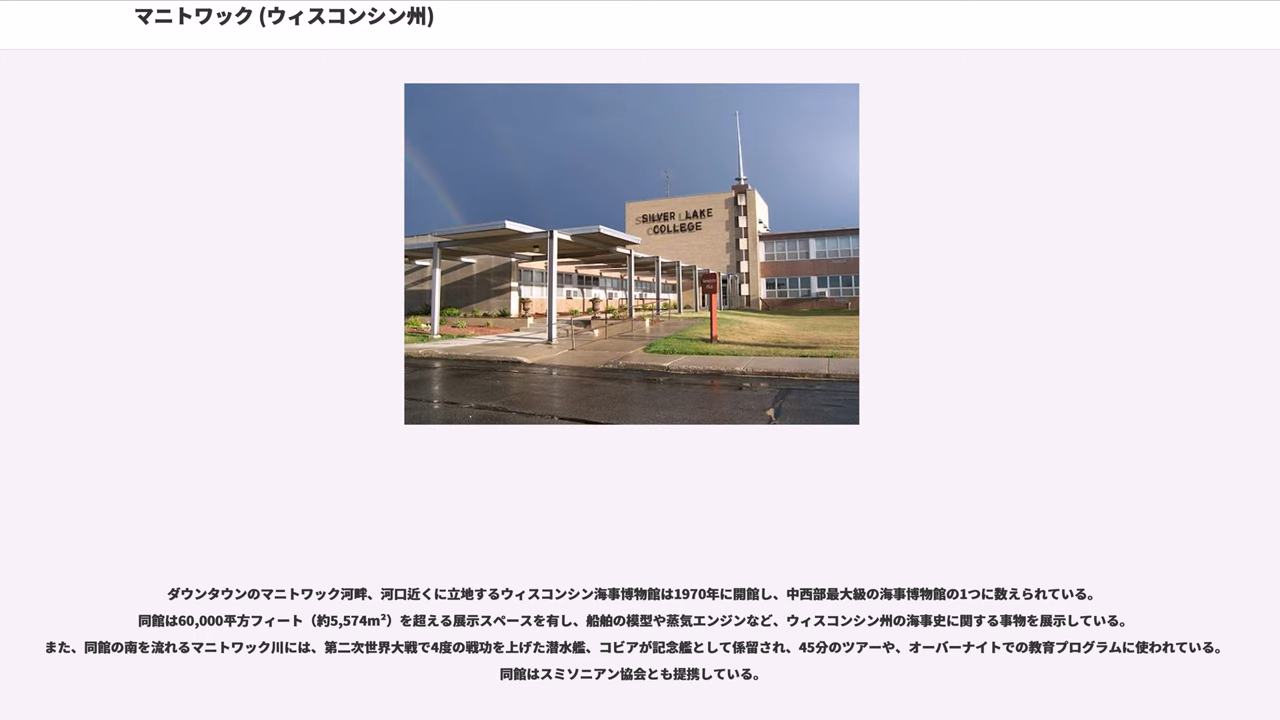 マニトワック (ウィスコンシン州)
SILVER LAKE
COLLEGE
ダウンタウンのマニトワック河畔、河口近くに立地するウィスコンシン海事博物館は1970年に開館し、中西部最大級の海事博物館の1つに数えられている。
同館は60,000平方フィート（約5,574m²）を超える展示スペースを有し、船舶の模型や蒸気エンジンなど、ウィスコンシン州の海事史に関する事物を展示している。
また、同館の南を流れるマニトワック川には、第二次世界大戦で4度の戦功を上げた潜水艦、コビアが記念艦として係留され、45分のツアーや、オーバーナイトでの教育プログラムに使われている。
同館はスミソニアン協会とも提携している。